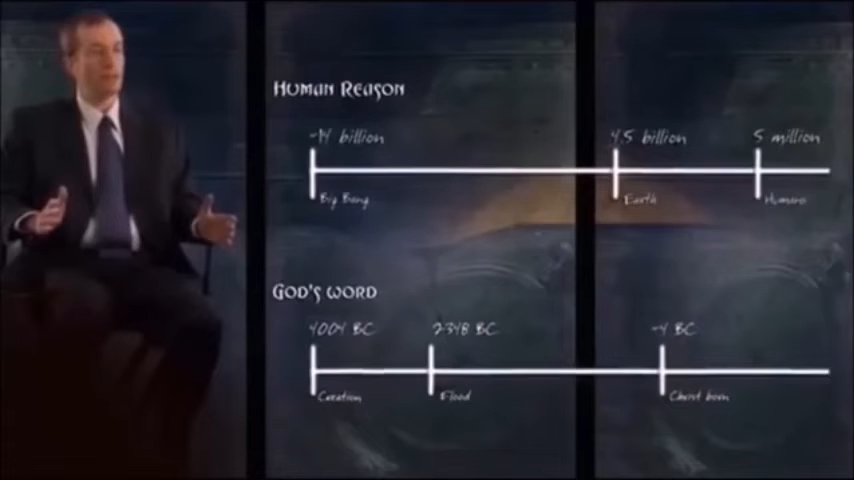 Human Reason
~14 billion
4.5 billion
5 million
Big Bang
Earth
Humans
God's word
4004 BC
2348 BC
~4 BC
Creation
Flood
Christ born